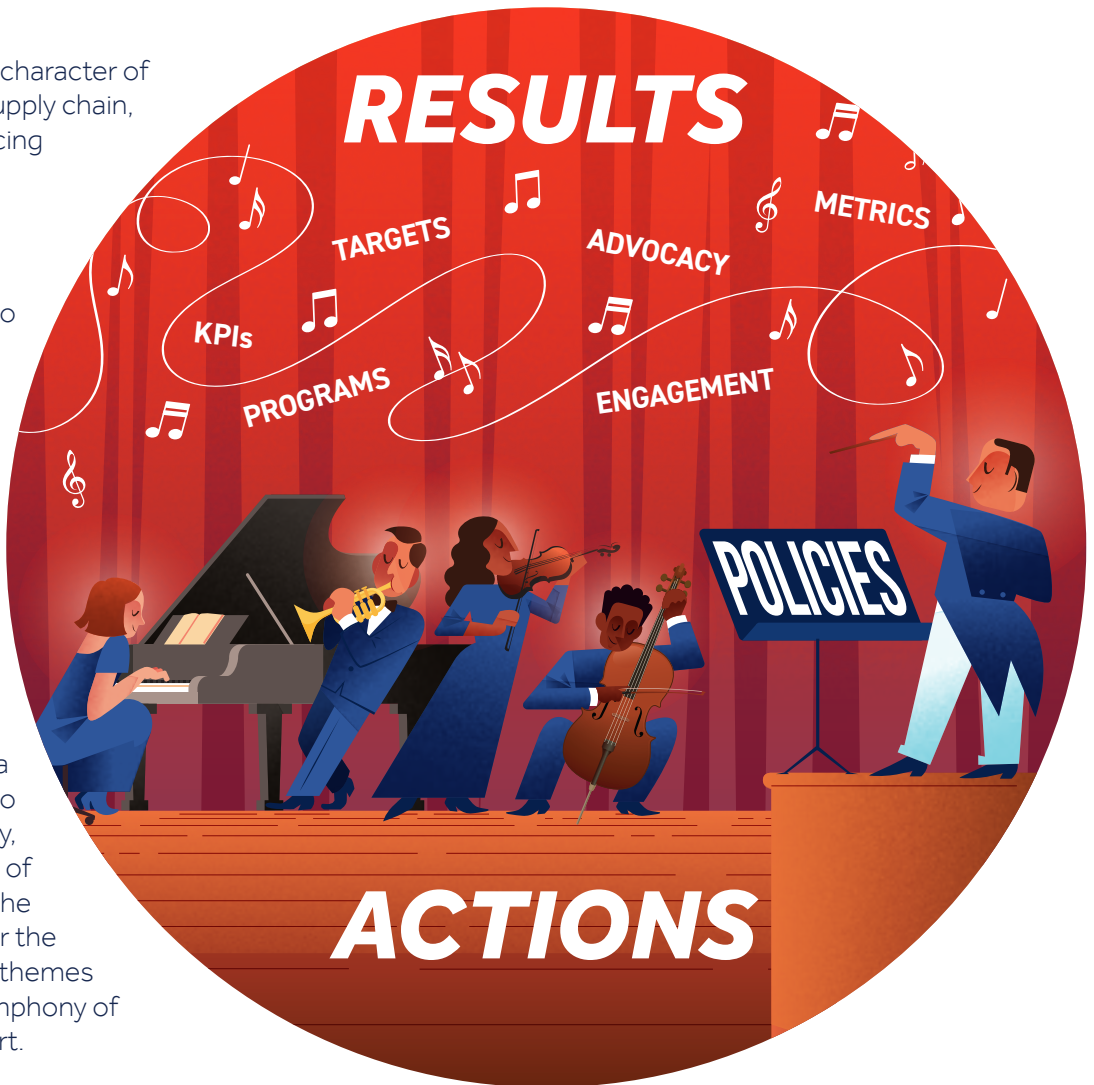 character of
upply chain,
cing
o
a
o
y,
of
he
r the
themes
mphony of
rt.
RESULTS
METRICS
TARGETS
ADVOCACY
KPIs
PROGRAMS
ENGAGEMENT
POLICIES
ACTIONS